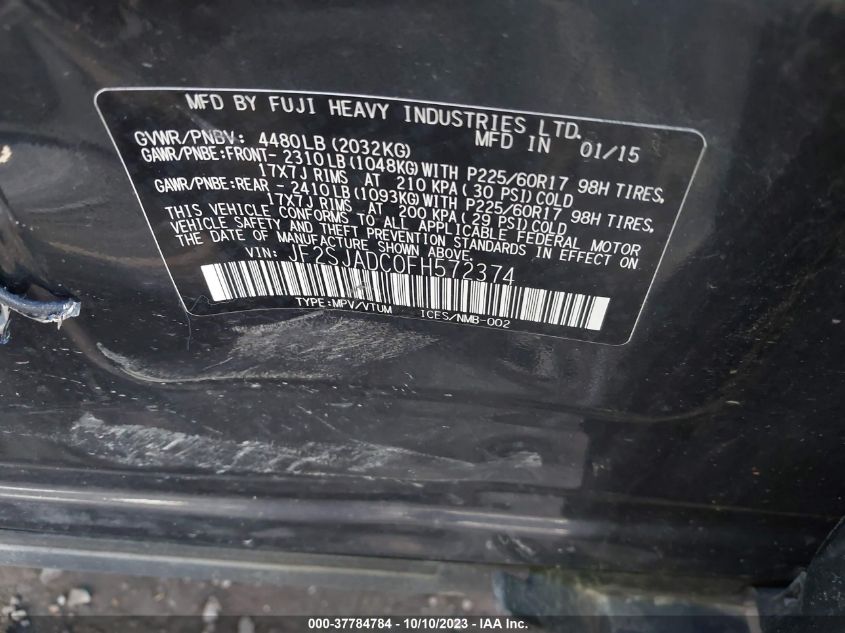 MFD BY FUJI HEAVY INDUSTRIES LTD.
GVWR/PNBV: 4480LB (2032KG) MFD IN 01/15
GAWR/PNBE:FRONT- 2310LB (1048KG) WITH P225/60R17 98H TIRES,
17X7J RIMS AT 210 KPA ( 30 PSI) COLD
GAWR/PNBE:REAR - 2410LB (1093KG) WITH P225/60R17 98H TIRES,
17X7J RIMS AT 200 KPA ( 29 PSI) COLD
THIS VEHICLE CONFORMS TO ALL APPLICABLE FEDERAL MOTOR
VEHICLE SAFETY AND THEFT PREVENTION STANDARDS IN EFFECT ON
THE DATE OF MANUFACTURE SHOWN ABOVE.
VIN: JF2SJADC0FH572374
TYPE:MPV/VTUM ICES/NMB-002
000-37784784 - 10/10/2023 - IAA Inc.